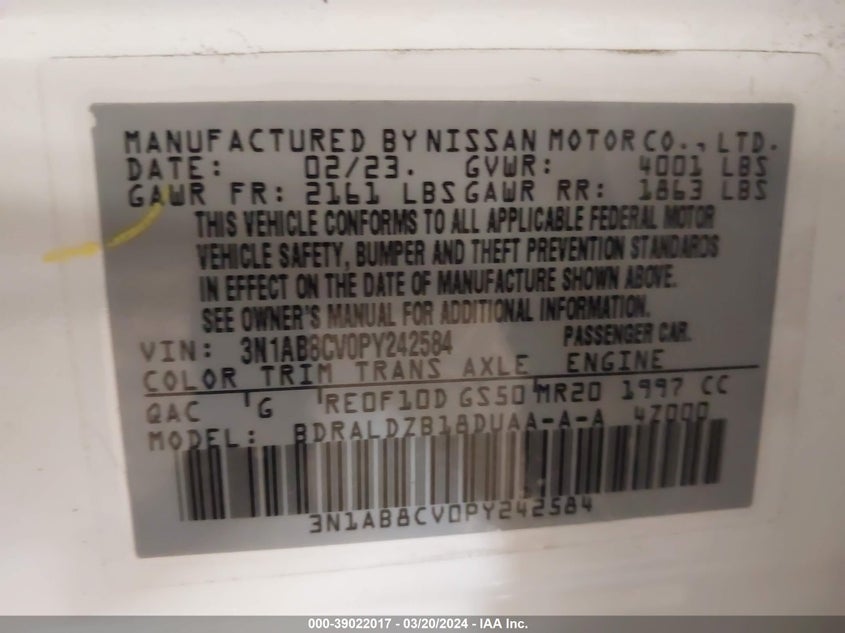 MANUFACTURED BY NISSAN MOTOR CO., LTD.
DATE: 02/23. GVWR: 4001 LBS
GAWR FR: 2161 LBS GAWR RR: 1863 LBS
THIS VEHICLE CONFORMS TO ALL APPLICABLE FEDERAL MOTOR
VEHICLE SAFETY, BUMPER AND THEFT PREVENTION STANDARDS
IN EFFECT ON THE DATE OF MANUFACTURE SHOWN ABOVE.
SEE OWNER'S MANUAL FOR ADDITIONAL INFORMATION.
VIN: 3N1AB8CV0PY242584 PASSENGER CAR.
COLOR TRIM TRANS AXLE ENGINE
QAC G RE0F10D GS50 MR20 1997 CC
MODEL: BDRALDZB18DUAA-A-A 4Z000
3N1AB8CV0PY242584
000-39022017 - 03/20/2024 - IAA Inc.